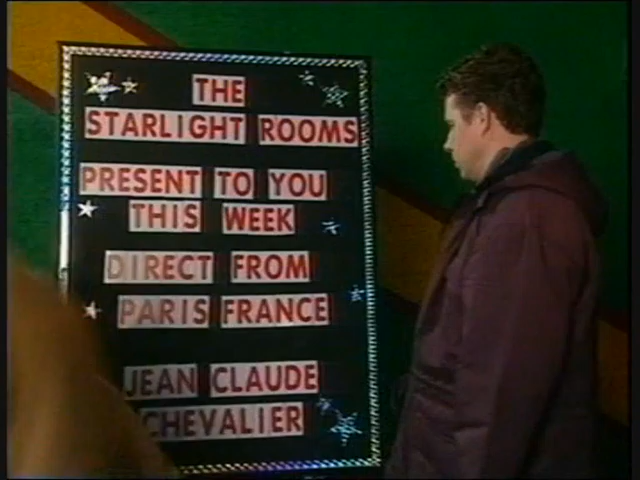 THE
STARLIGHT ROOMS
PRESENT TO YOU
THIS WEEK
DIRECT FROM
PARIS FRANCE
JEAN CLAUDE
CHEVALIER